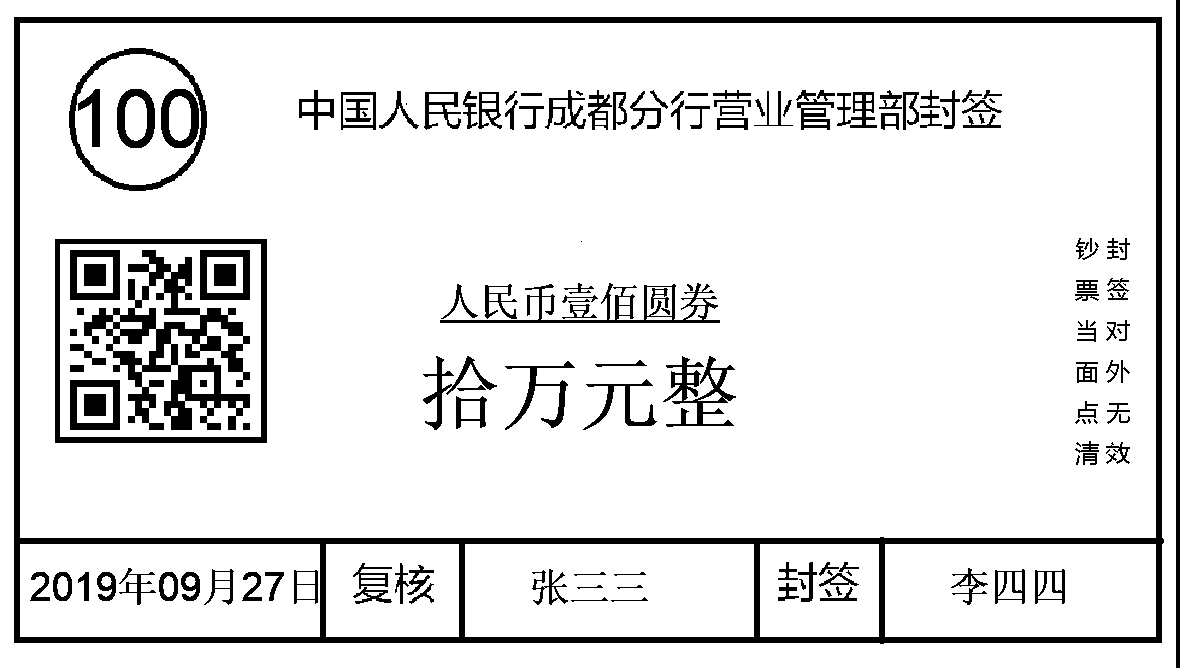 100
中国人民银行成都分行营业管理部封签
人民币壹佰圆券
拾万元整
封签对外无效
钞票当面点清
2019年09月27日 复核 张三三 封签 李四四